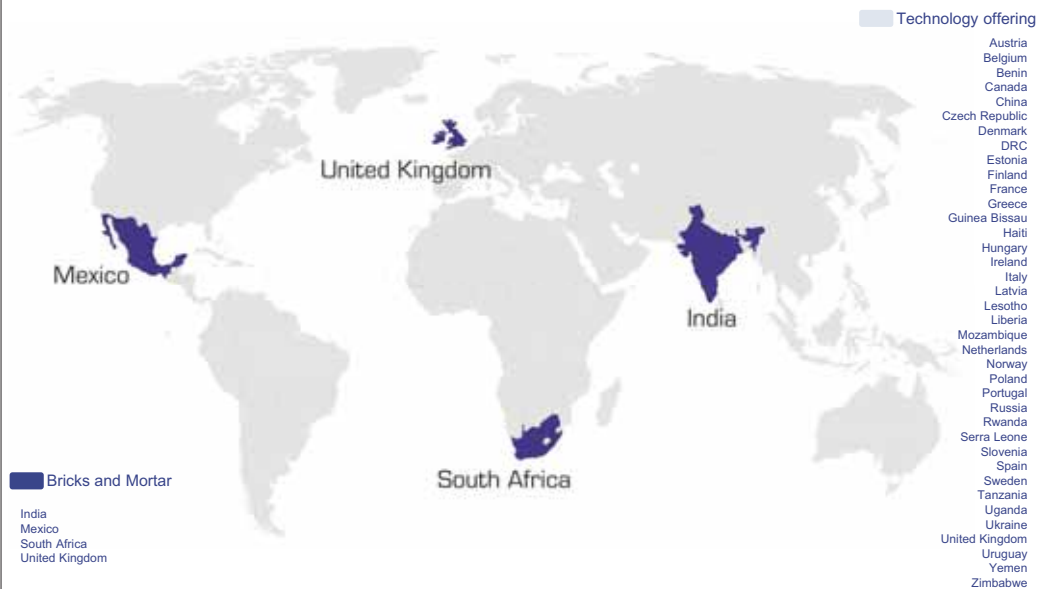 Technology offering
Austria
Belgium
Benin
Canada
China
Czech Republic
Denmark
DRC
Estonia
Finland
France
Greece
Guinea Bissau
Haiti
Hungary
Ireland
Italy
Latvia
Lesotho
Liberia
Mozambique
Netherlands
Norway
Poland
Portugal
Russia
Rwanda
Serra Leone
Slovenia
Spain
Sweden
Tanzania
Uganda
Ukraine
United Kingdom
Uruguay
Yemen
Zimbabwe
United Kingdom
Mexico
India
South Africa
Bricks and Mortar
India
Mexico
South Africa
United Kingdom